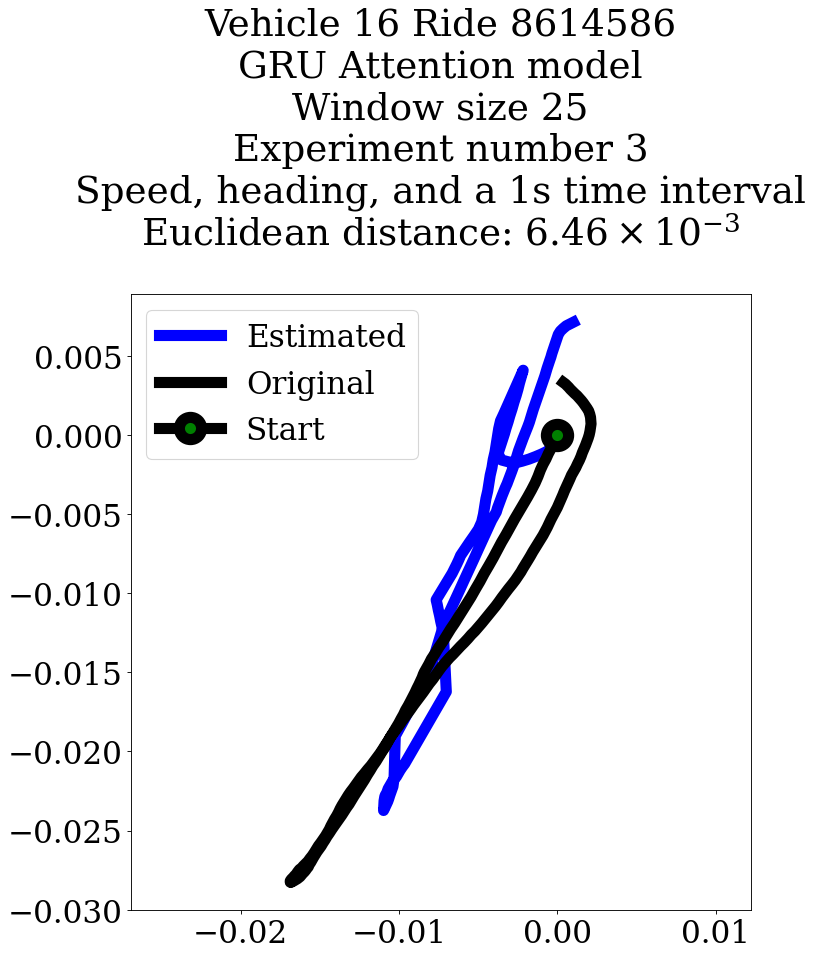 Vehicle 16 Ride 8614586
GRU Attention model
Window size 25
Experiment number 3
Speed, heading, and a 1s time interval
Euclidean distance: 6.46 × 10⁻³
Estimated
Original
Start
0.005
0.000
−0.005
−0.010
−0.015
−0.020
−0.025
−0.030
−0.02
−0.01
0.00
0.01